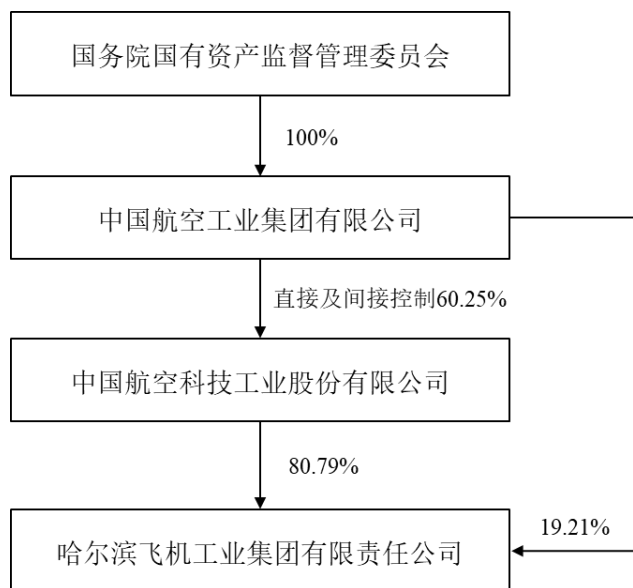 国务院国有资产监督管理委员会
100%
中国航空工业集团有限公司
直接及间接控制60.25%
中国航空科技工业股份有限公司
80.79%
19.21%
哈尔滨飞机工业集团有限责任公司